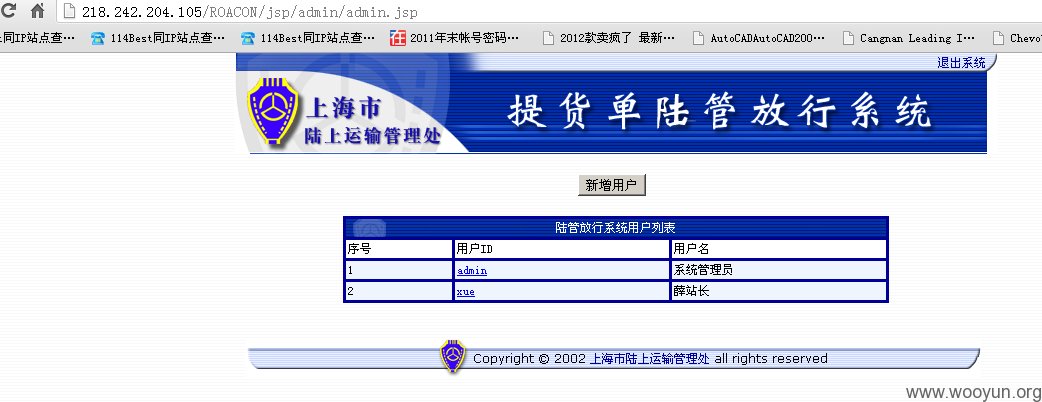 218.242.204.105/ROACON/jsp/admin/admin.jsp
上同IP站点查… 114Best同IP站点查… 114Best同IP站点查… 2011年末帐号密码… 2012款卖疯了 最新… AutoCADAutoCAD200… Cangnan Leading I… Chevo
退出系统
上海市
陆上运输管理处
提货单陆管放行系统
新增用户
陆管放行系统用户列表
序号 用户ID 用户名
1 admin 系统管理员
2 xue 薛站长
Copyright © 2002 上海市陆上运输管理处 all rights reserved
www.wooyun.org